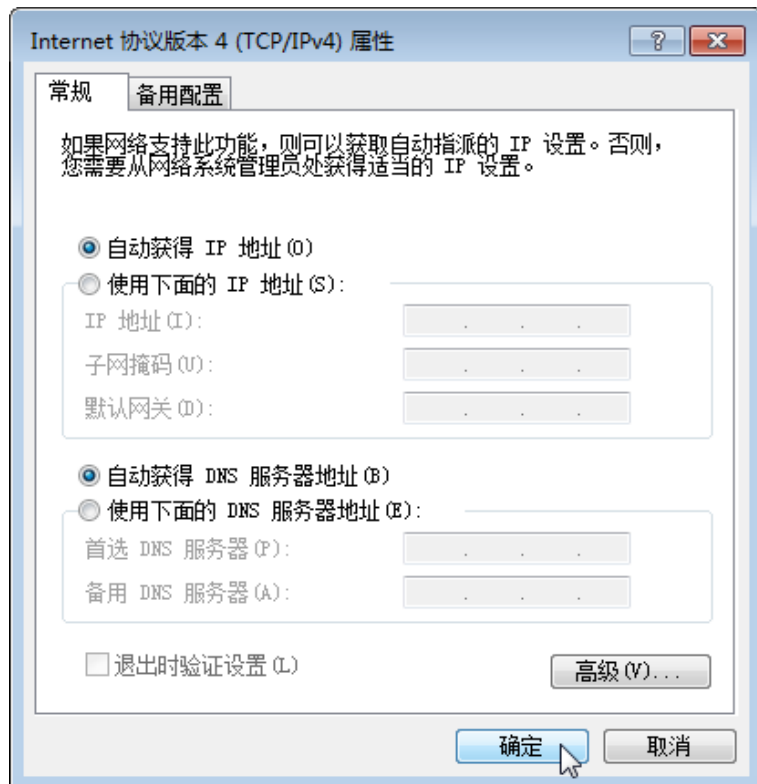 Internet 协议版本 4 (TCP/IPv4) 属性
常规
备用配置
如果网络支持此功能，则可以获取自动指派的 IP 设置。否则，
您需要从网络系统管理员处获得适当的 IP 设置。
自动获得 IP 地址(O)
使用下面的 IP 地址(S):
IP 地址(I):
子网掩码(U):
默认网关(D):
自动获得 DNS 服务器地址(B)
使用下面的 DNS 服务器地址(E):
首选 DNS 服务器(P):
备用 DNS 服务器(A):
退出时验证设置(L)
高级(V)...
确定
取消